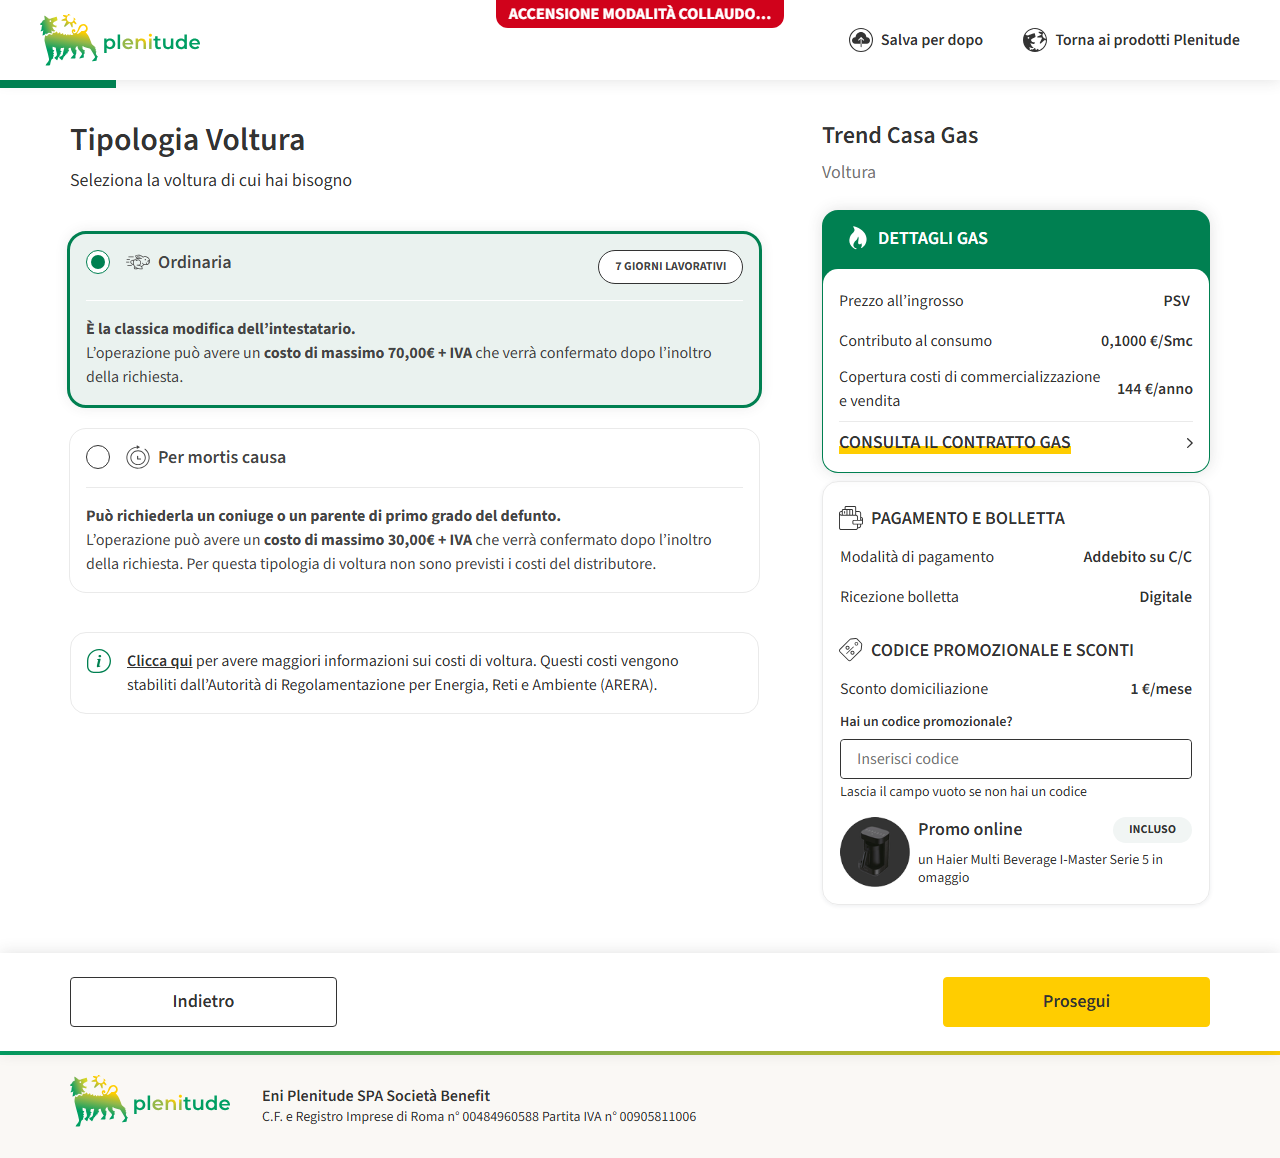 plenitude
ACCENSIONE MODALITÀ COLLAUDO...
Salva per dopo
Torna ai prodotti Plenitude
Tipologia Voltura
Seleziona la voltura di cui hai bisogno
Ordinaria
7 GIORNI LAVORATIVI
È la classica modifica dell’intestatario.
L’operazione può avere un costo di massimo 70,00€ + IVA che verrà confermato dopo l’inoltro
della richiesta.
Per mortis causa
Può richiederla un coniuge o un parente di primo grado del defunto.
L’operazione può avere un costo di massimo 30,00€ + IVA che verrà confermato dopo l’inoltro
della richiesta. Per questa tipologia di voltura non sono previsti i costi del distributore.
Clicca qui per avere maggiori informazioni sui costi di voltura. Questi costi vengono
stabiliti dall’Autorità di Regolamentazione per Energia, Reti e Ambiente (ARERA).
Trend Casa Gas
Voltura
DETTAGLI GAS
Prezzo all’ingrosso PSV
Contributo al consumo 0,1000 €/Smc
Copertura costi di commercializzazione
e vendita 144 €/anno
CONSULTA IL CONTRATTO GAS
PAGAMENTO E BOLLETTA
Modalità di pagamento Addebito su C/C
Ricezione bolletta Digitale
CODICE PROMOZIONALE E SCONTI
Sconto domiciliazione 1 €/mese
Hai un codice promozionale?
Inserisci codice
Lascia il campo vuoto se non hai un codice
Promo online INCLUSO
un Haier Multi Beverage I-Master Serie 5 in
omaggio
Indietro
Prosegui
plenitude
Eni Plenitude SPA Società Benefit
C.F. e Registro Imprese di Roma n° 00484960588 Partita IVA n° 00905811006